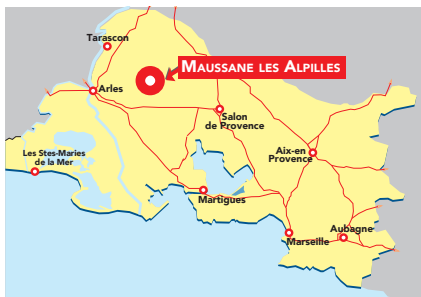 Tarascon
MAUSSANE LES ALPILLES
Arles
Salon
de Provence
Aix-en
Provence
Les Stes-Maries
de la Mer
Martigues
Aubagne
Marseille